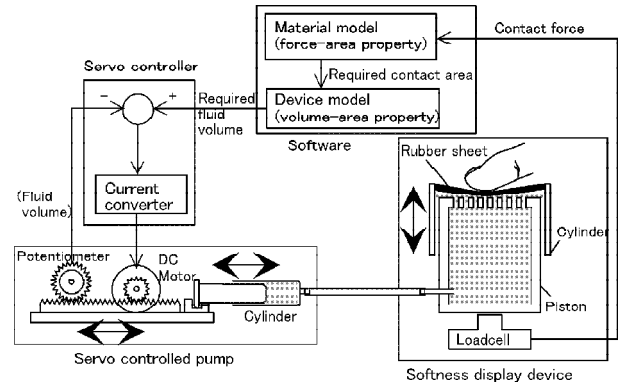 Material model
(force-area property)
Contact force
Servo controller
Required contact area
− +
Required
fluid
volume
Device model
(volume-area property)
Software
Rubber sheet
Current
converter
(Fluid
volume)
Cylinder
Potentiometer
DC
Motor
Cylinder
Piston
Loadcell
Servo controlled pump
Softness display device